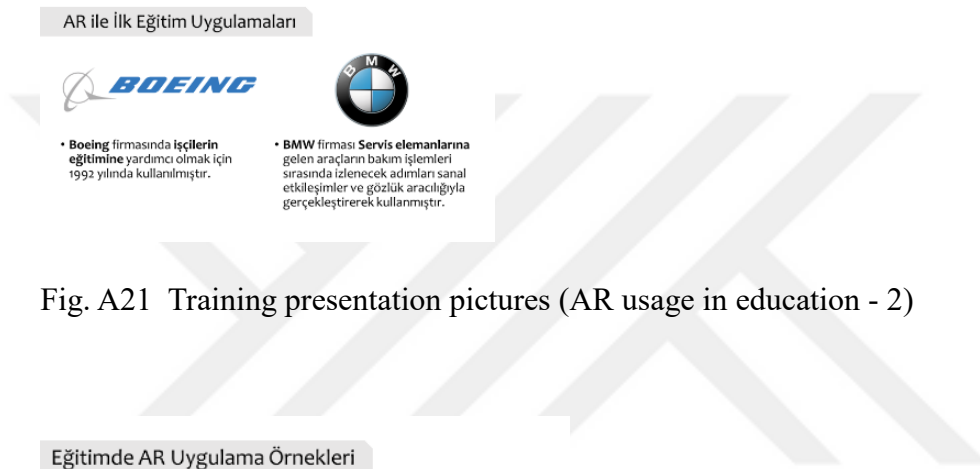 AR ile İlk Eğitim Uygulamaları
BOEING
BMW
• Boeing firmasında işçilerin
eğitimine yardımcı olmak için
1992 yılında kullanılmıştır.
• BMW firması Servis elemanlarına
gelen araçların bakım işlemleri
sırasında izlenecek adımları sanal
etkileşimler ve gözlük aracılığıyla
gerçekleştirerek kullanmıştır.
Fig. A21 Training presentation pictures (AR usage in education - 2)
Eğitimde AR Uygulama Örnekleri